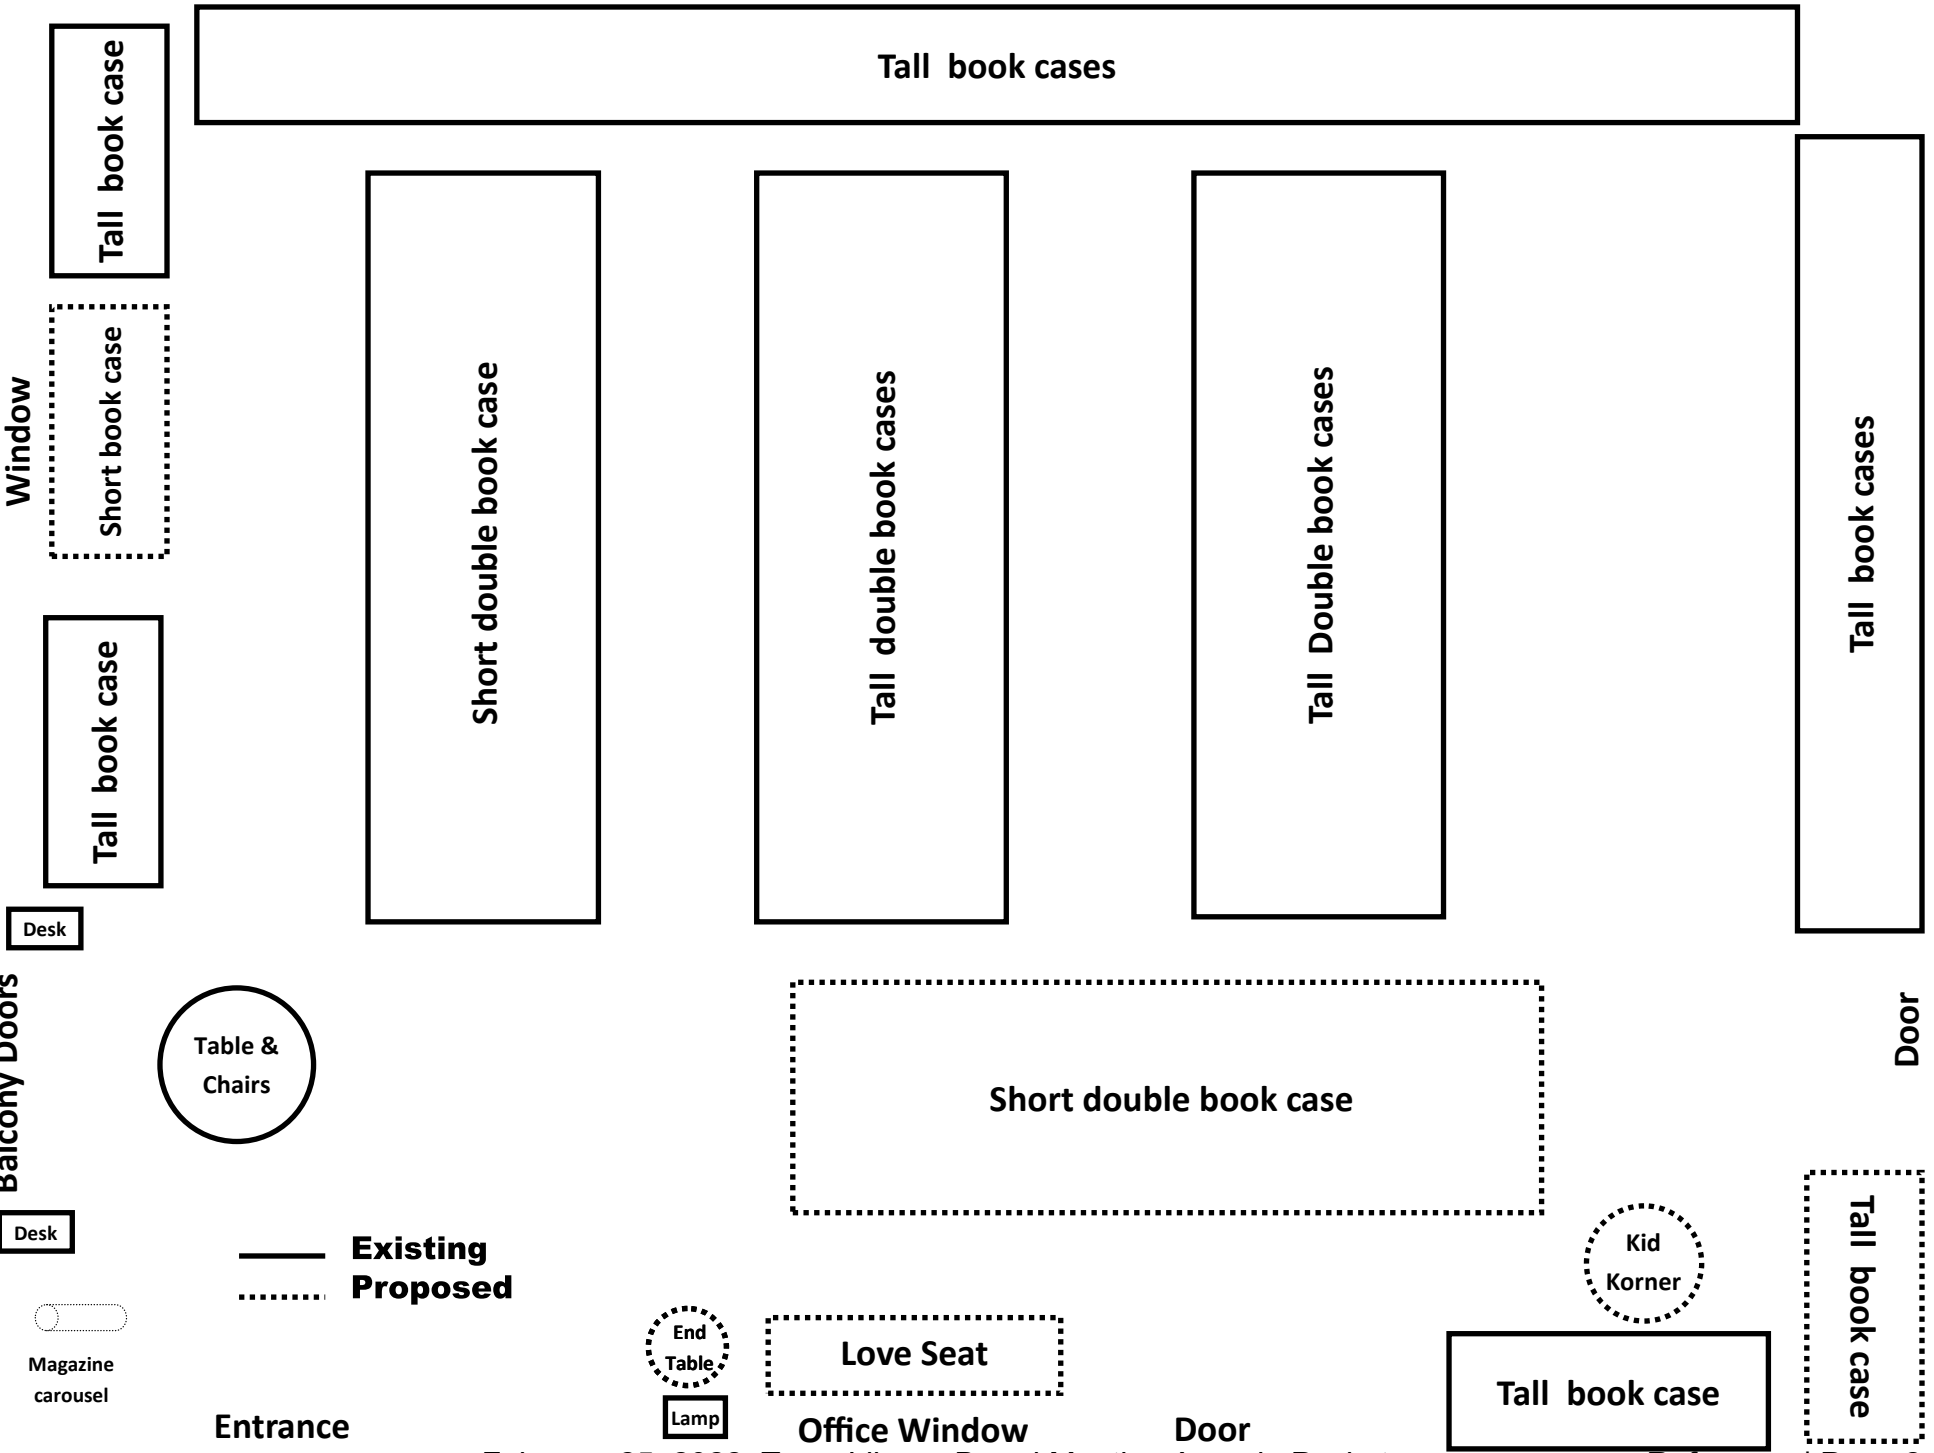 Tall book cases
Tall book case
Short book case
Window
Tall book case
Short double book case
Tall double book cases
Tall Double book cases
Tall book cases
Desk
Balcony Doors
Table &
Chairs
Short double book case
Door
Desk
Existing
Proposed
Kid
Korner
Tall book case
Magazine
carousel
End
Table
Love Seat
Tall book case
Lamp
Entrance
Office Window
Door